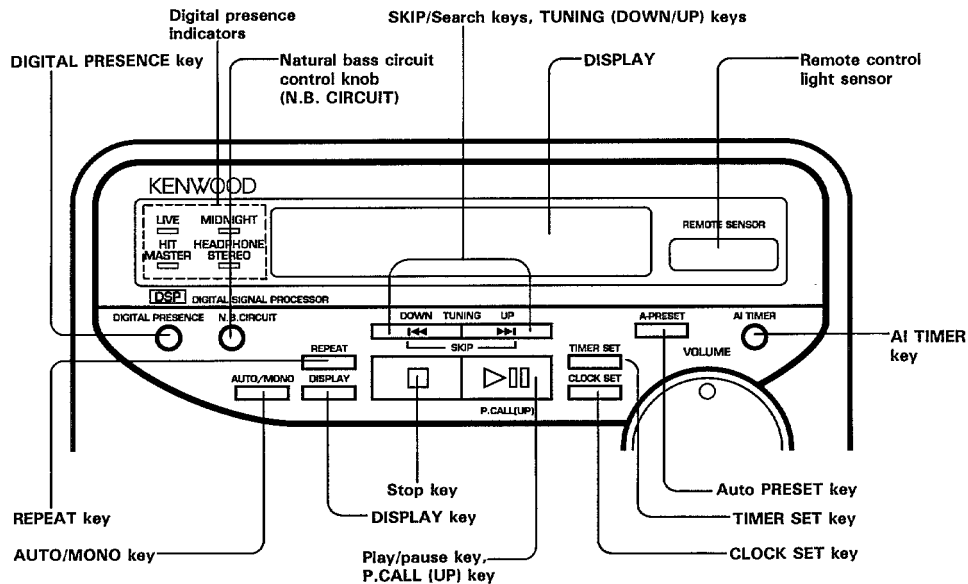 Digital presence
indicators
SKIP/Search keys, TUNING (DOWN/UP) keys
DIGITAL PRESENCE key
Natural bass circuit
control knob
(N.B. CIRCUIT)
DISPLAY
Remote control
light sensor
KENWOOD
LIVE
MIDNIGHT
HIT
MASTER
HEADPHONE
STEREO
REMOTE SENSOR
DSP DIGITAL SIGNAL PROCESSOR
DIGITAL PRESENCE
N.B.CIRCUIT
DOWN TUNING UP
SKIP
A-PRESET
AI TIMER
AI TIMER
key
REPEAT
TIMER SET
VOLUME
AUTO/MONO
DISPLAY
CLOCK SET
P.CALL(UP)
Stop key
Auto PRESET key
REPEAT key
DISPLAY key
TIMER SET key
AUTO/MONO key
Play/pause key,
P.CALL (UP) key
CLOCK SET key